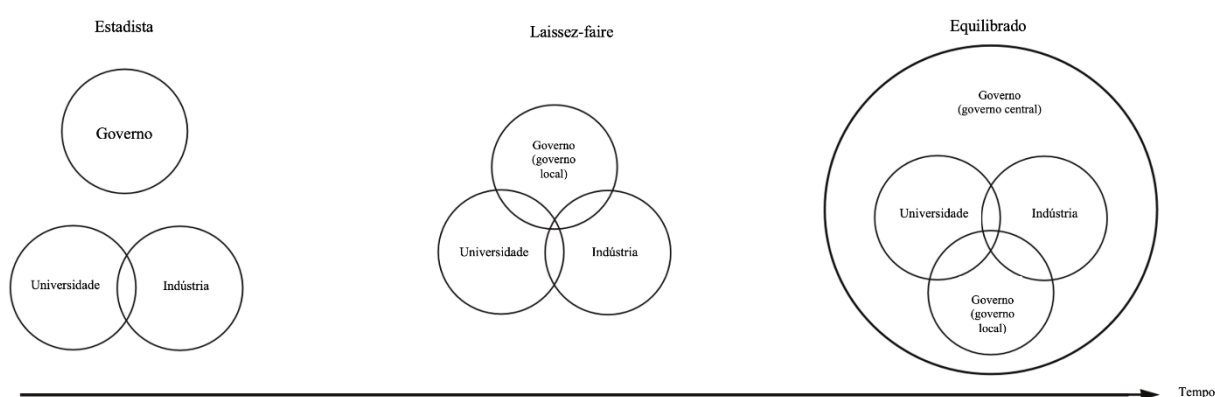 Estadista
Laissez-faire
Equilibrado
Governo
Universidade
Indústria
Governo
(governo
local)
Universidade
Indústria
Governo
(governo central)
Universidade
Indústria
Governo
(governo
local)
Tempo